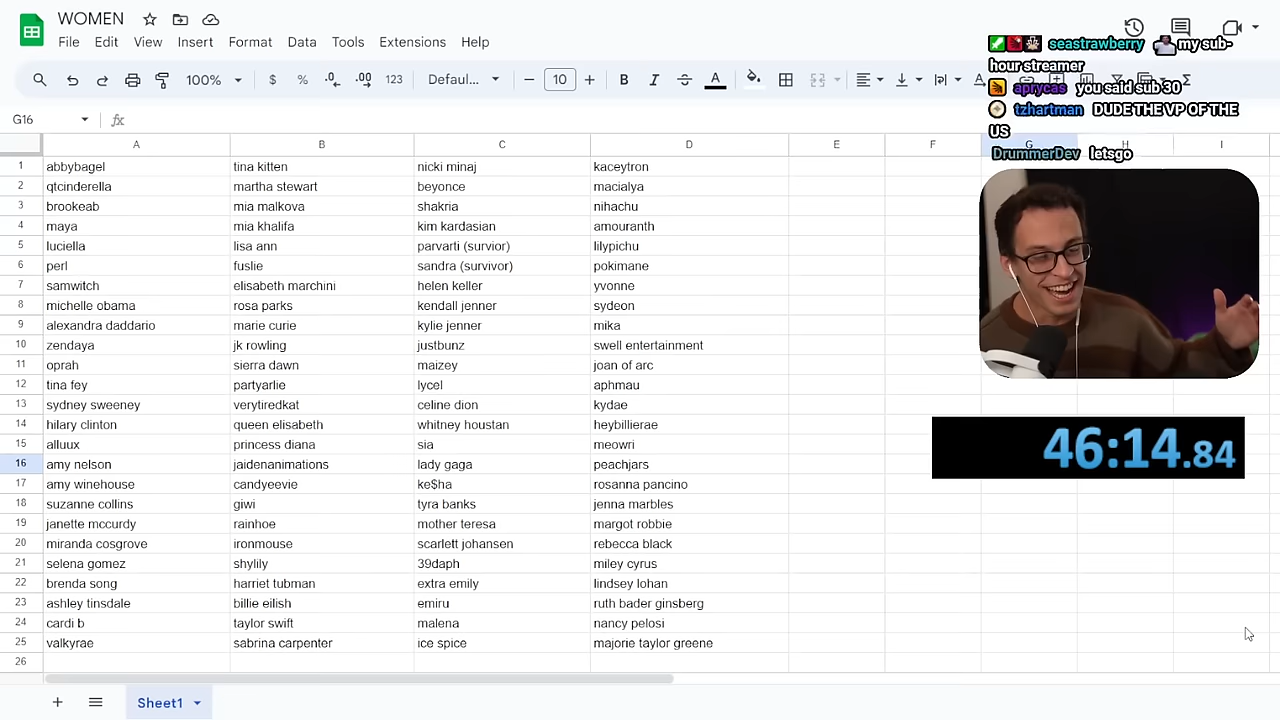 WOMEN
File Edit View Insert Format Data Tools Extensions Help
100% $ % .0 .00 123 Defaul... 10 B I A
seastrawberry my sub-
hour streamer
aprycas you said sub 30
tzhartman DUDE THE VP OF THE
US
DrummerDev letsgo
G16 fx
A B C D E F G H I
1 abbybagel tina kitten nicki minaj kaceytron
2 qtcinderella martha stewart beyonce macialya
3 brookeab mia malkova shakria nihachu
4 maya mia khalifa kim kardasian amouranth
5 luciella lisa ann parvarti (survior) lilypichu
6 perl fuslie sandra (survivor) pokimane
7 samwitch elisabeth marchini helen keller yvonne
8 michelle obama rosa parks kendall jenner sydeon
9 alexandra daddario marie curie kylie jenner mika
10 zendaya jk rowling justbunz swell entertainment
11 oprah sierra dawn maizey joan of arc
12 tina fey partyarlie lycel aphmau
13 sydney sweeney verytiredkat celine dion kydae
14 hilary clinton queen elisabeth whitney houstan heybillierae
15 alluux princess diana sia meowri
16 amy nelson jaidenanimations lady gaga peachjars
17 amy winehouse candyeevie ke$ha rosanna pancino
18 suzanne collins giwi tyra banks jenna marbles
19 janette mccurdy rainhoe mother teresa margot robbie
20 miranda cosgrove ironmouse scarlett johansen rebecca black
21 selena gomez shylily 39daph miley cyrus
22 brenda song harriet tubman extra emily lindsey lohan
23 ashley tinsdale billie eilish emiru ruth bader ginsberg
24 cardi b taylor swift malena nancy pelosi
25 valkyrae sabrina carpenter ice spice majorie taylor greene
26
46:14.84
Sheet1